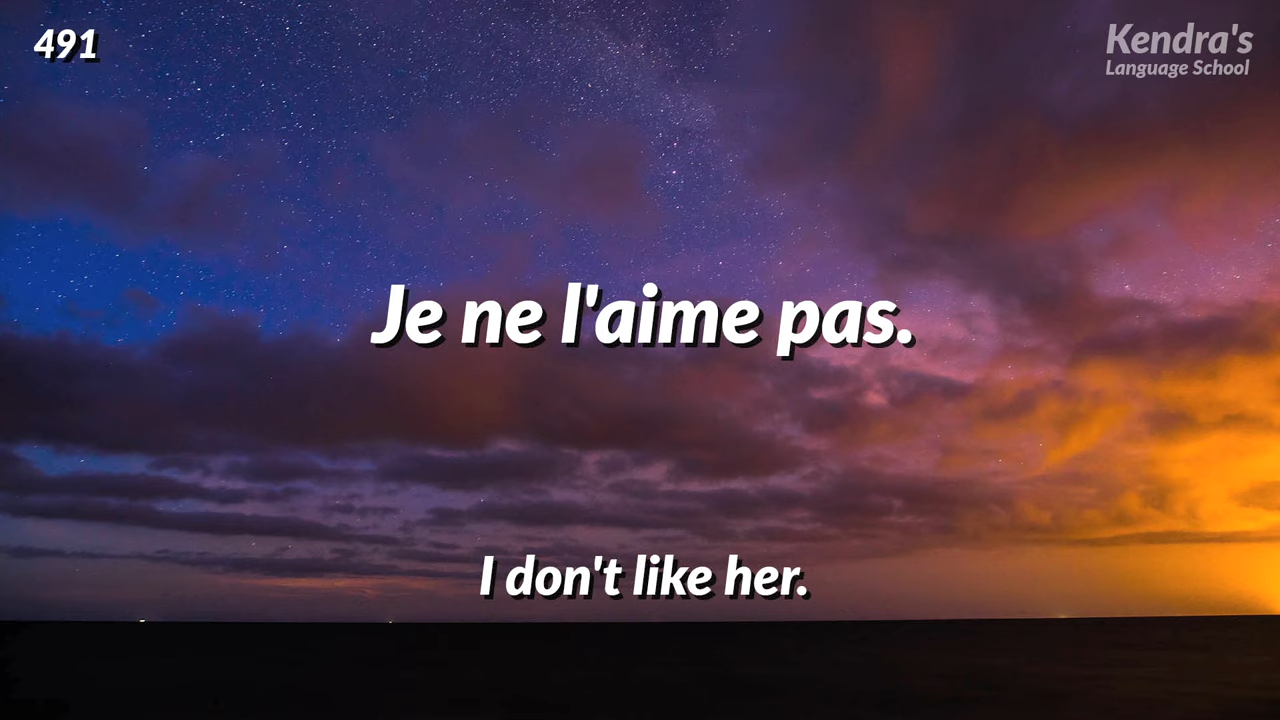 491
Kendra's
Language School
Je ne l'aime pas.
I don't like her.